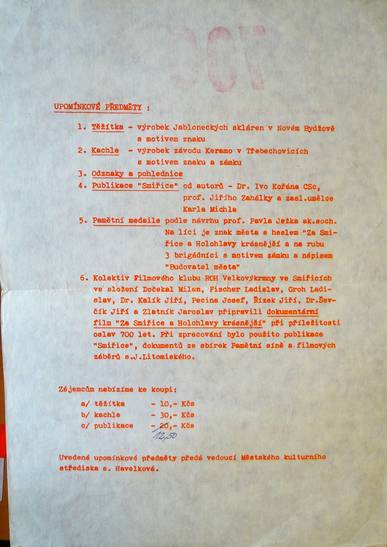 UPOMÍNKOVÉ PŘEDMĚTY :
1. Těžítka - výrobek Jabloneckých skláren v Novém Bydžově
s motivem znaku
2. Kachle - výrobek závodu Keramo v Třebechovicích
s motivem znaku a zámku
3. Odznaky a pohlednice
4. Publikace "Smiřice" od autorů - Dr. Ivo Kořána CSc,
prof. Jiřího Zahálky a zasl.umělce
Karla Michla
5. Pamětní medaile podle návrhu prof. Pavla Ježka ak.soch.
Na líci je znak města s heslem "Za Smi-
řice a Holohlavy krásnější a na rubu
3 brigádníci s motivem zámku a nápisem
"Budovatel města"
6. Kolektiv Filmového klubu ROH Velkovýkrmny ve Smiřicích
ve složení Dočekal Milan, Fischer Ladislav, Groh Ladi-
slav, Dr. Kalík Jiří, Pecina Josef, Řízek Jiří, Dr.Šev-
čík Jiří a Zlatník Jaroslav připravili dokumentární
film "Za Smiřice a Holohlavy krásnější" při příležitosti
oslav 700 let. Při zpracování bylo použito publikace
"Smiřice", dokumentů ze sbírek Pamětní síně a filmových
záběrů s.J.Litomiského.
Zájemcům nabízíme ke koupi:
a/ těžítka - 10,- Kčs
b/ kachle - 30,- Kčs
c/ publikace - 20,- Kčs
12,50
Uvedené upomínkové předměty předá vedoucí Městského kulturního
střediska s. Havelková.